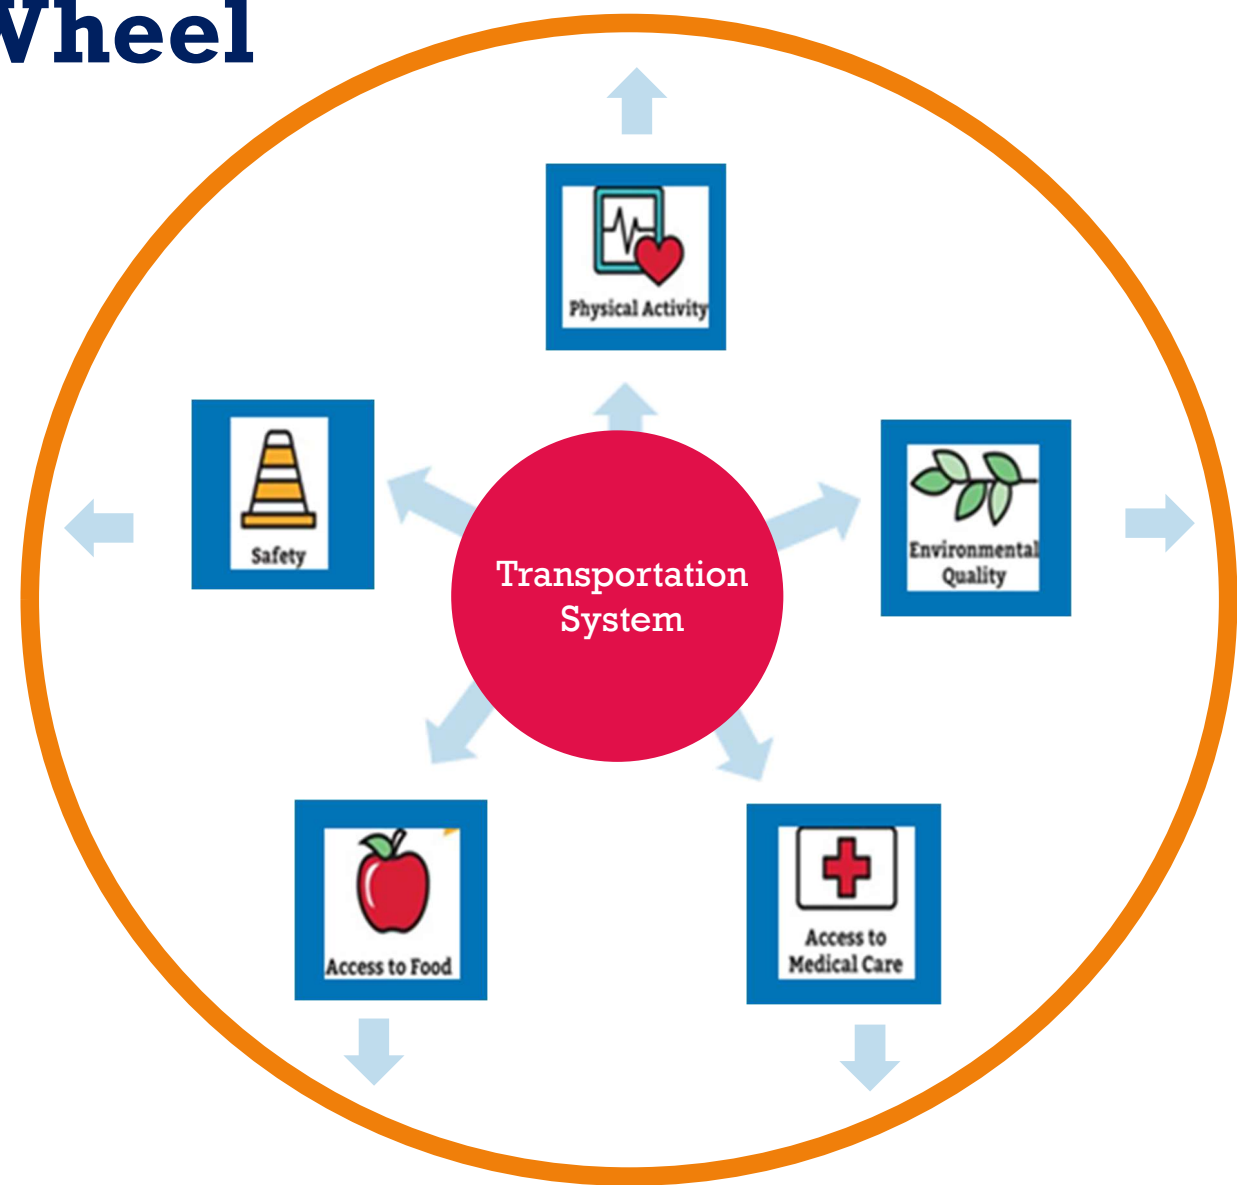 Wheel
Physical Activity
Safety
Environmental
Quality
Transportation
System
Access to Food
Access to
Medical Care